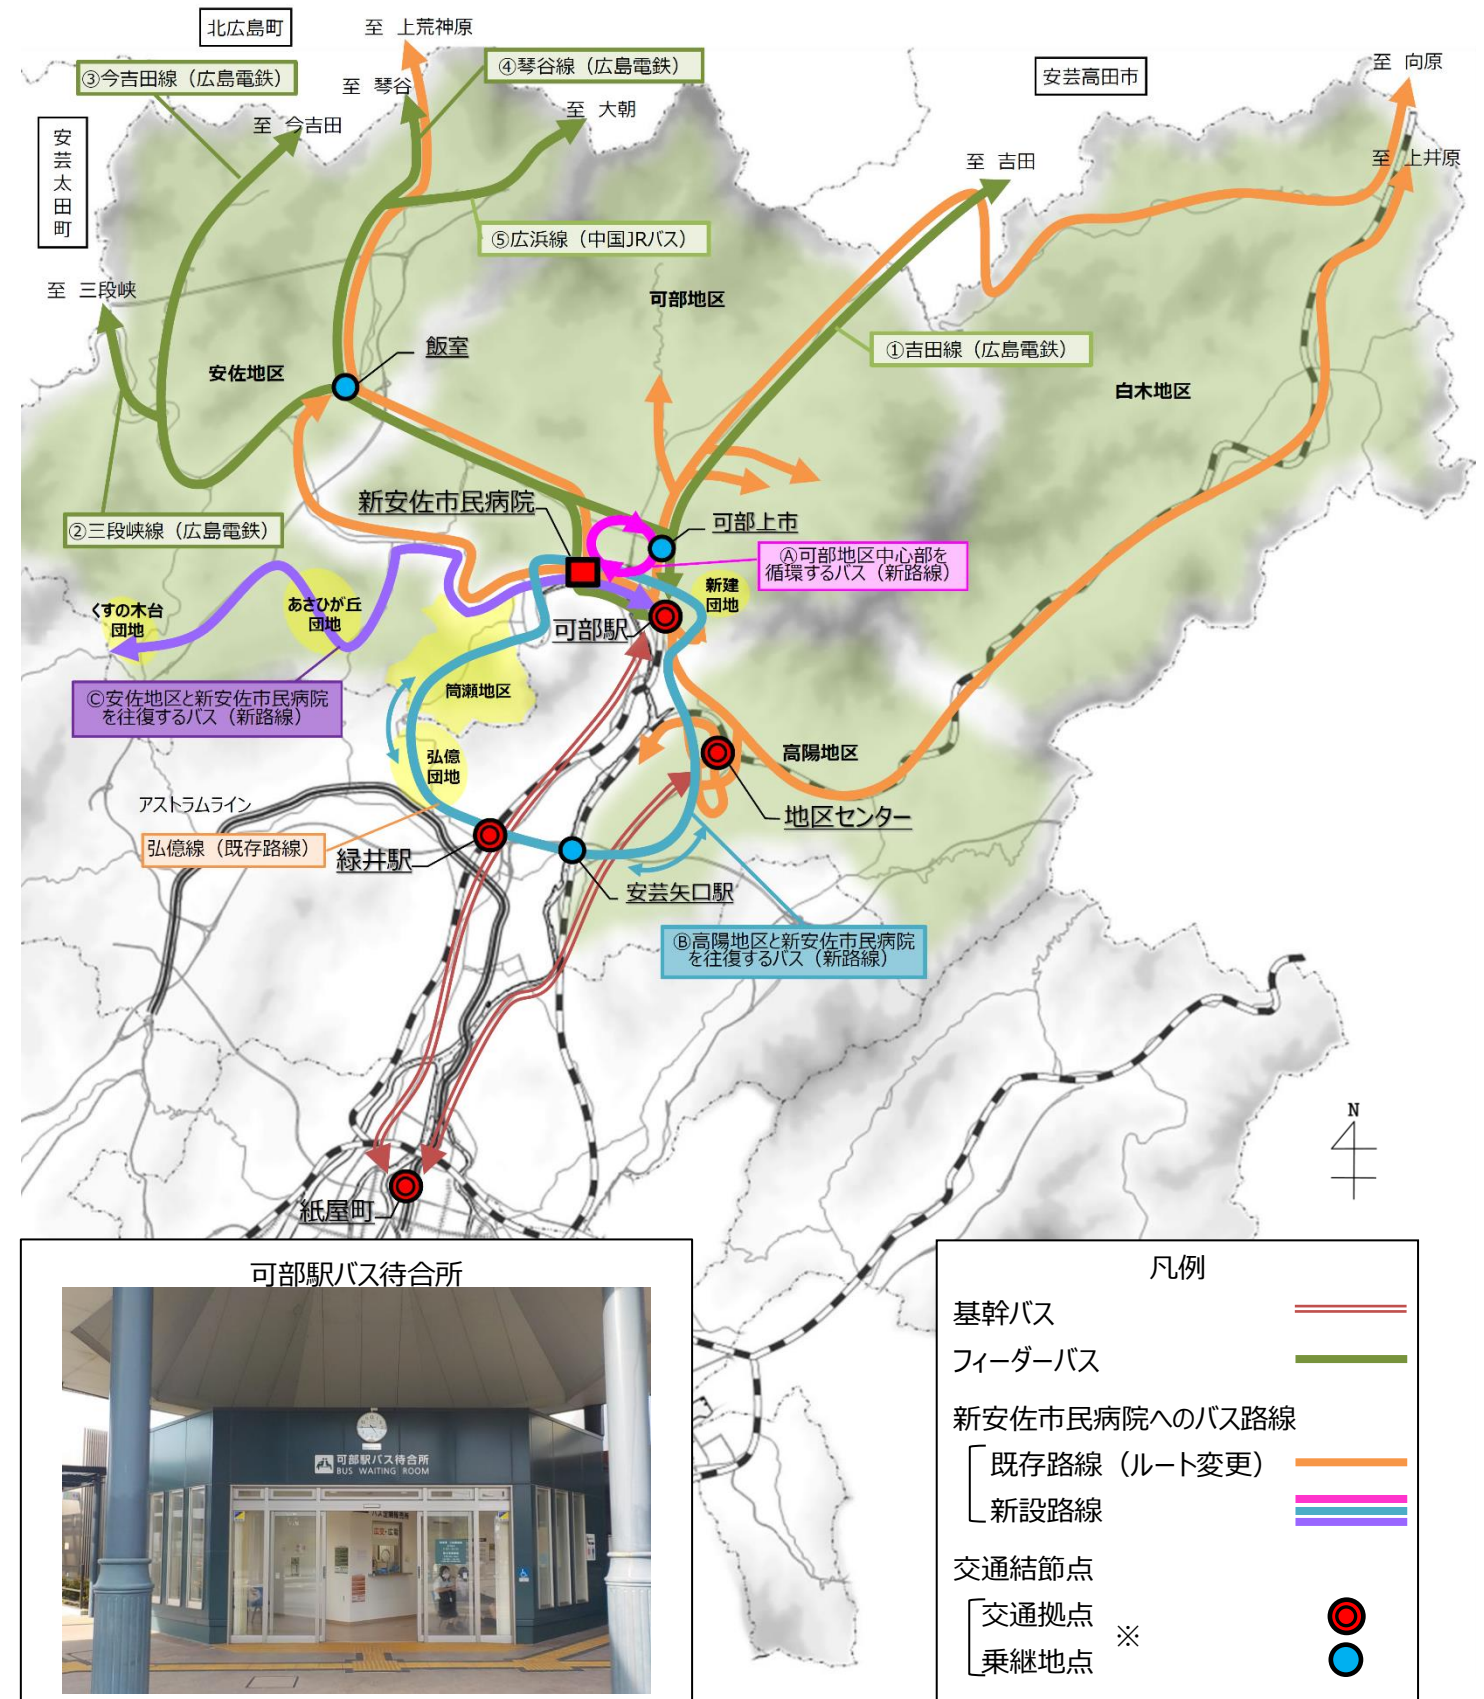 北広島町
至 上荒神原
④琴谷線（広島電鉄）
至 向原
③今吉田線（広島電鉄）
至 琴谷
安芸高田市
至 大朝
安芸太田町
至 今吉田
至 上井原
至 吉田
⑤広浜線（中国JRバス）
至 三段峡
可部地区
①吉田線（広島電鉄）
飯室
安佐地区
白木地区
新安佐市民病院
可部上市
②三段峡線（広島電鉄）
Ⓐ可部地区中心部を
循環するバス（新路線）
新建
団地
くすの木台
団地
あさひが丘
団地
可部駅
筒瀬地区
Ⓒ安佐地区と新安佐市民病院
を往復するバス（新路線）
弘億
団地
高陽地区
アストラムライン
地区センター
弘億線（既存路線）
緑井駅
安芸矢口駅
Ⓑ高陽地区と新安佐市民病院
を往復するバス（新路線）
N
紙屋町
可部駅バス待合所
可部駅バス待合所
BUS WAITING ROOM
凡例
基幹バス
フィーダーバス
新安佐市民病院へのバス路線
既存路線（ルート変更）
新設路線
交通結節点
交通拠点
※
乗継地点